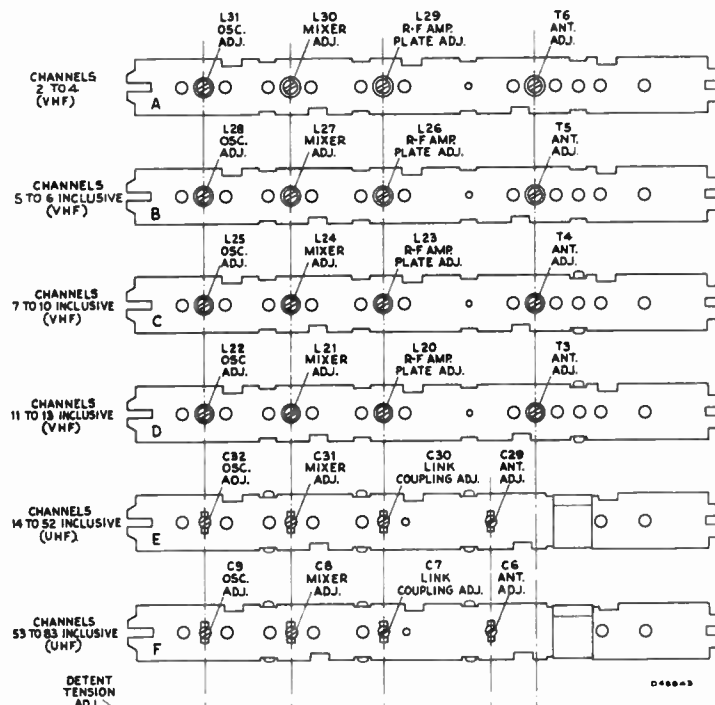 L31
OSC.
ADJ.
L30
MIXER
ADJ.
L29
R-F AMP.
PLATE ADJ.
T6
ANT.
ADJ.
CHANNELS
2 TO 4
(VHF)
A
L28
OSC.
ADJ.
L27
MIXER
ADJ.
L26
R-F AMP.
PLATE ADJ.
T5
ANT.
ADJ.
CHANNELS
5 TO 6 INCLUSIVE
(VHF)
B
L25
OSC.
ADJ.
L24
MIXER
ADJ.
L23
R-F AMP.
PLATE ADJ.
T4
ANT.
ADJ.
CHANNELS
7 TO 10 INCLUSIVE
(VHF)
C
L22
OSC
ADJ.
L21
MIXER
ADJ.
L20
R-F AMP.
PLATE ADJ.
T3
ANT.
ADJ.
CHANNELS
11 TO 13 INCLUSIVE
(VHF)
D
C32
OSC.
ADJ.
C31
MIXER
ADJ.
C30
LINK
COUPLING ADJ.
C29
ANT.
ADJ.
CHANNELS
14 TO 52 INCLUSIVE
(UHF)
E
C9
OSC.
ADJ.
C8
MIXER
ADJ.
C7
LINK
COUPLING ADJ.
C6
ANT.
ADJ.
CHANNELS
53 TO 83 INCLUSIVE
(UHF)
F
DETENT
TENSION
ADJ.